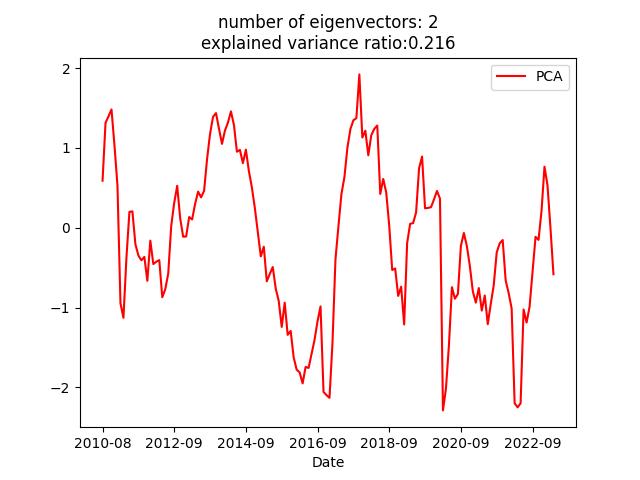 number of eigenvectors: 2
explained variance ratio:0.216
PCA
2
1
0
−1
−2
2010-08 2012-09 2014-09 2016-09 2018-09 2020-09 2022-09
Date